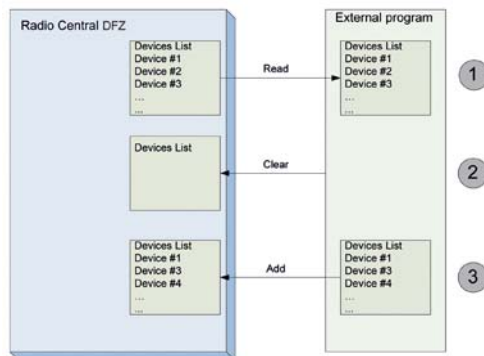 Radio Central DFZ
External program
Devices List
Device #1
Device #2
Device #3
...
...
Read
Devices List
Device #1
Device #2
Device #3
...
...
1
Devices List
Clear
2
Devices List
Device #1
Device #3
Device #4
...
...
Add
Devices List
Device #1
Device #3
Device #4
...
...
3